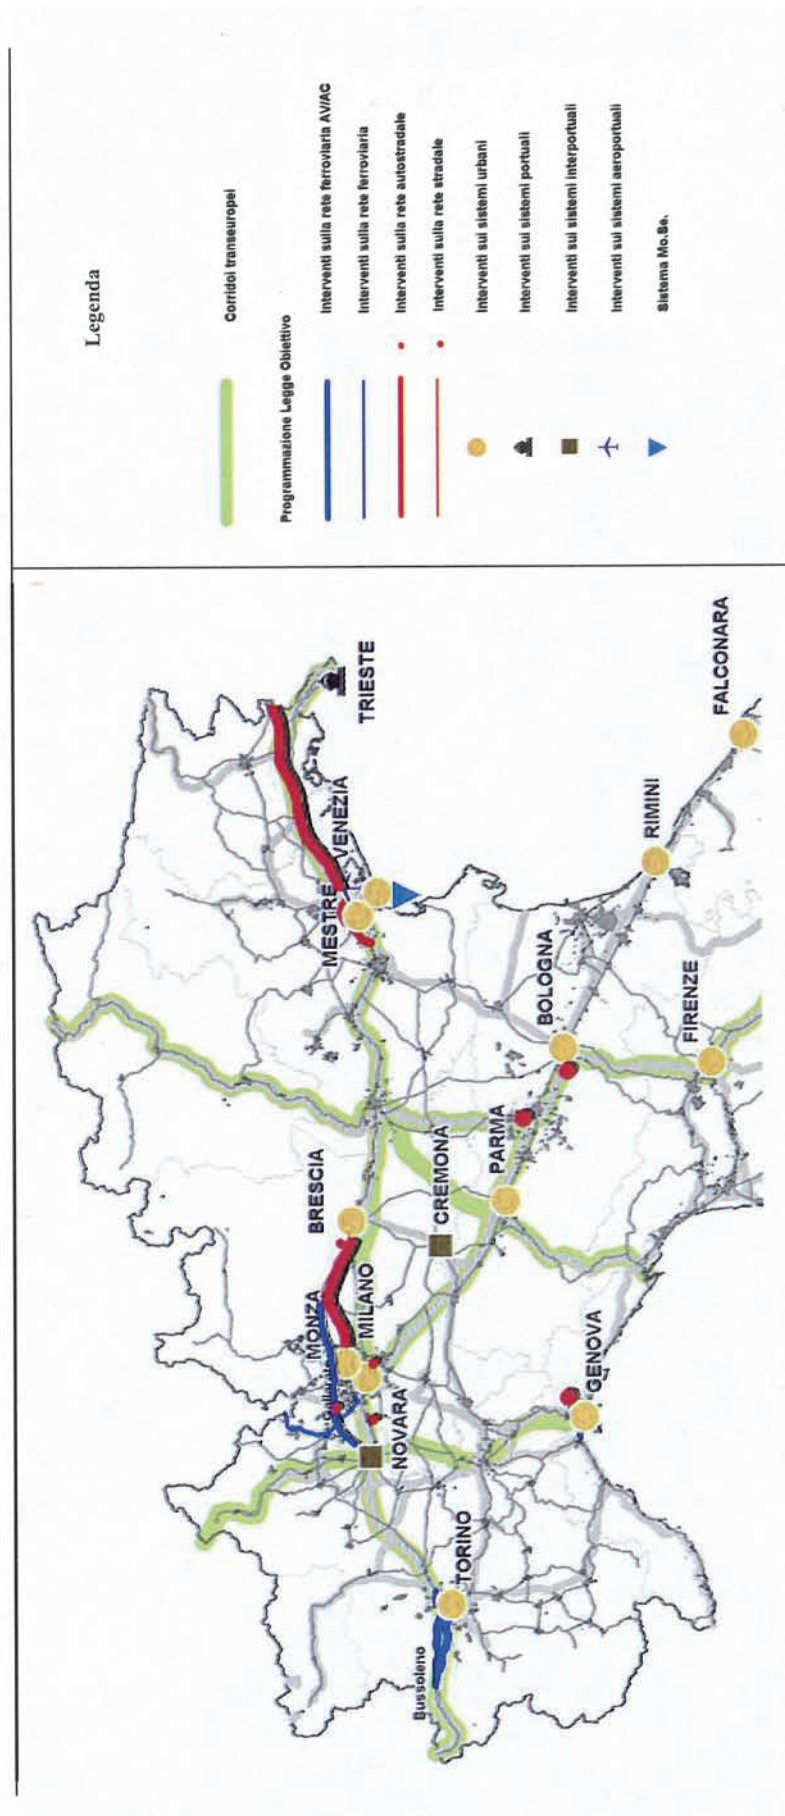 Legenda
Corridoi transeuropei
Programmazione Legge Obiettivo
Interventi sulla rete ferroviaria AV/AC
Interventi sulla rete ferroviaria
Interventi sulla rete autostradale
Interventi sulla rete stradale
Interventi sui sistemi urbani
Interventi sui sistemi portuali
Interventi sui sistemi interportuali
Interventi sui sistemi aeroportuali
Sistema Mo.Se.
TRIESTE
VENEZIA
MESTRE
BRESCIA
MONZA
MILANO
NOVARA
CREMONA
TORINO
Bussoleno
PARMA
BOLOGNA
GENOVA
RIMINI
FIRENZE
FALCONARA